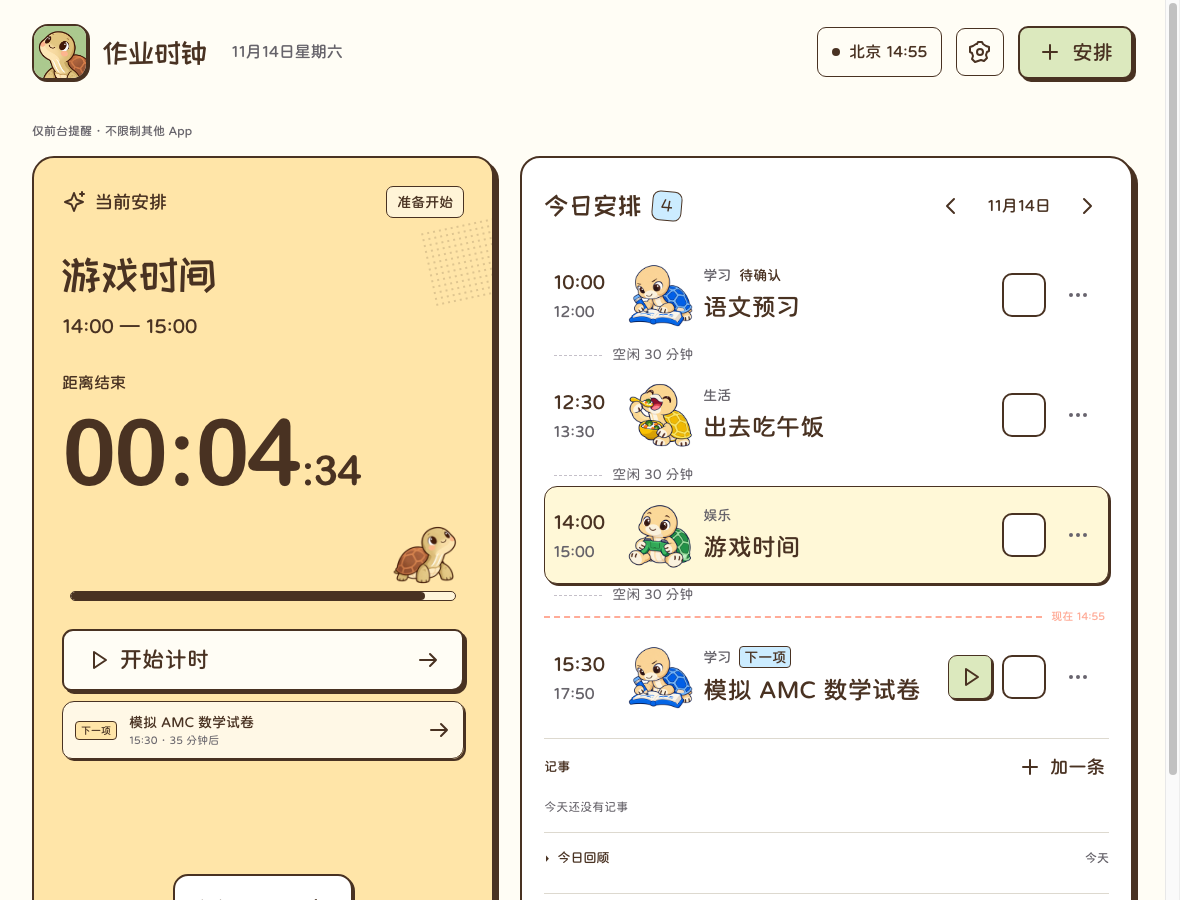 作业时钟
11月14日星期六
北京 14:55
安排
仅前台提醒 · 不限制其他 App
当前安排
准备开始
游戏时间
14:00 — 15:00
距离结束
00:04:34
开始计时
下一项
模拟 AMC 数学试卷
15:30 · 35 分钟后
今日安排 4
11月14日
10:00
12:00
学习 待确认
语文预习
空闲 30 分钟
12:30
13:30
生活
出去吃午饭
空闲 30 分钟
14:00
15:00
娱乐
游戏时间
空闲 30 分钟
现在 14:55
15:30
17:50
学习 下一项
模拟 AMC 数学试卷
记事
加一条
今天还没有记事
今日回顾
今天